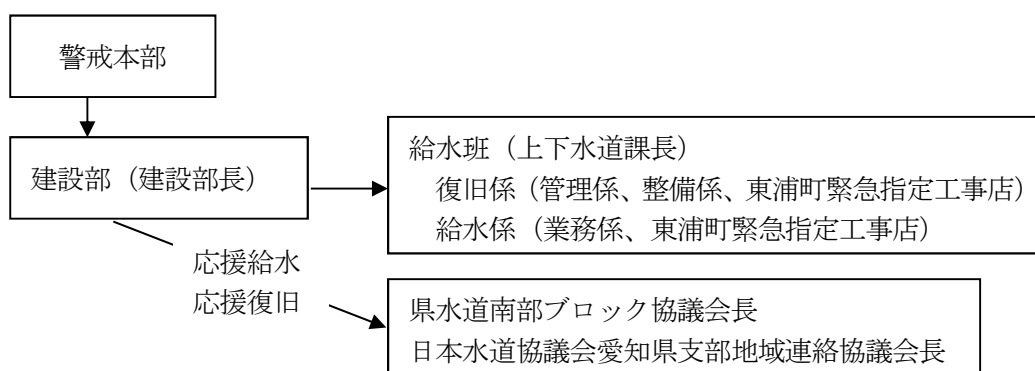 警戒本部
建設部（建設部長）
給水班（上下水道課長）
復旧係（管理係、整備係、東浦町緊急指定工事店）
給水係（業務係、東浦町緊急指定工事店）
応援給水
応援復旧
県水道南部ブロック協議会長
日本水道協議会愛知県支部地域連絡協議会長